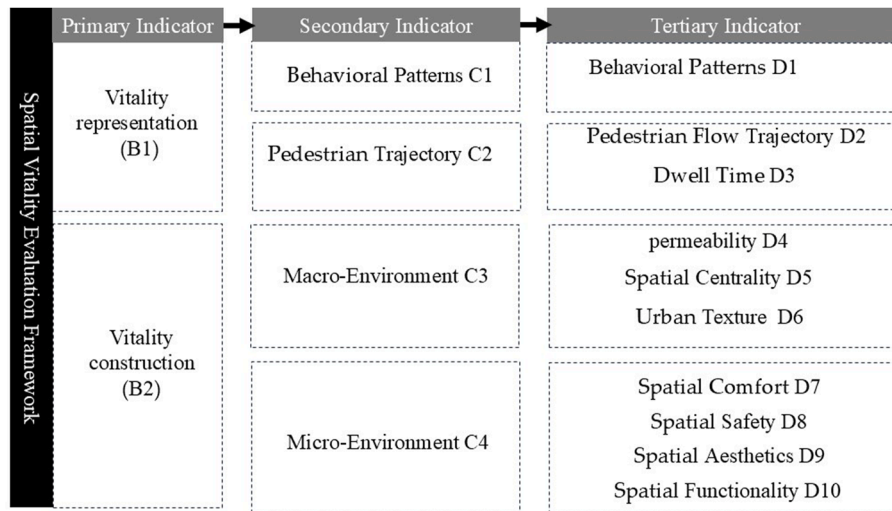 Spatial Vitality Evaluation Framework
Primary Indicator
Secondary Indicator
Tertiary Indicator
Vitality
representation
(B1)
Behavioral Patterns C1
Behavioral Patterns D1
Pedestrian Trajectory C2
Pedestrian Flow Trajectory D2
Dwell Time D3
Vitality
construction
(B2)
Macro-Environment C3
permeability D4
Spatial Centrality D5
Urban Texture D6
Micro-Environment C4
Spatial Comfort D7
Spatial Safety D8
Spatial Aesthetics D9
Spatial Functionality D10